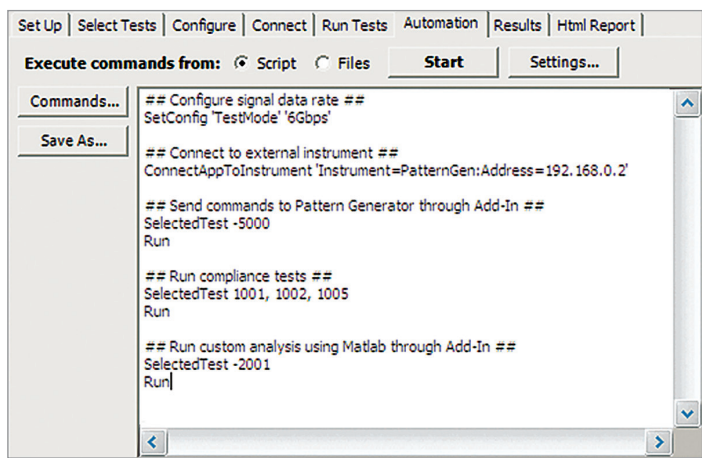 Set Up Select Tests Configure Connect Run Tests Automation Results Html Report
Execute commands from: Script Files Start Settings...
Commands...
Save As...
## Configure signal data rate ##
SetConfig 'TestMode' '6Gbps'
## Connect to external instrument ##
ConnectAppToInstrument 'Instrument=PatternGen:Address=192.168.0.2'
## Send commands to Pattern Generator through Add-In ##
SelectedTest -5000
Run
## Run compliance tests ##
SelectedTest 1001, 1002, 1005
Run
## Run custom analysis using Matlab through Add-In ##
SelectedTest -2001
Run